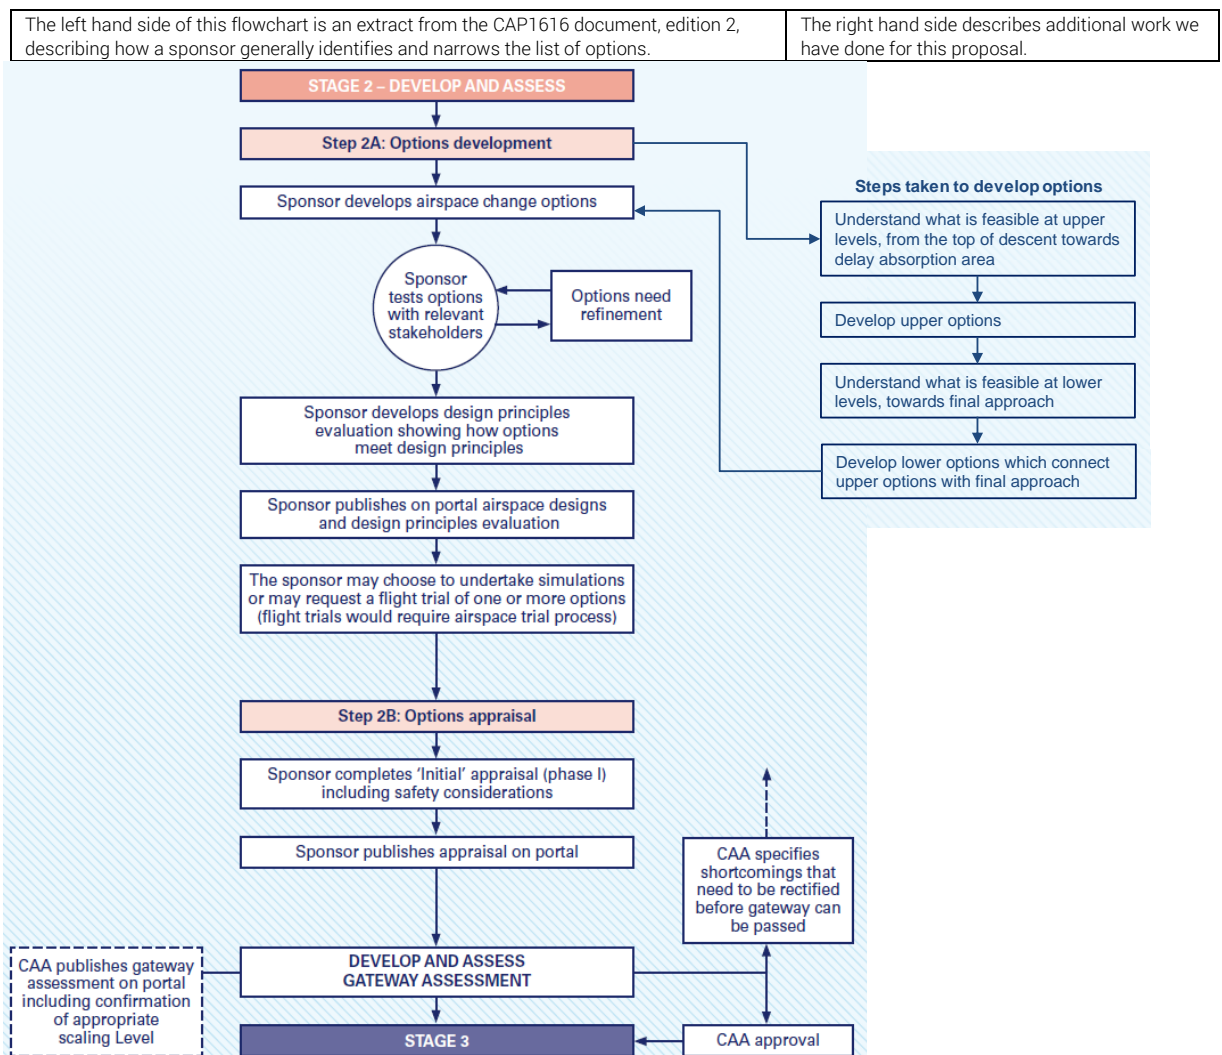 The left hand side of this flowchart is an extract from the CAP1616 document, edition 2,
describing how a sponsor generally identifies and narrows the list of options.
The right hand side describes additional work we
have done for this proposal.
STAGE 2 – DEVELOP AND ASSESS
Step 2A: Options development
Sponsor develops airspace change options
Sponsor
tests options
with relevant
stakeholders
Options need
refinement
Sponsor develops design principles
evaluation showing how options
meet design principles
Sponsor publishes on portal airspace designs
and design principles evaluation
The sponsor may choose to undertake simulations
or may request a flight trial of one or more options
(flight trials would require airspace trial process)
Steps taken to develop options
Understand what is feasible at upper
levels, from the top of descent towards
delay absorption area
Develop upper options
Understand what is feasible at lower
levels, towards final approach
Develop lower options which connect
upper options with final approach
Step 2B: Options appraisal
Sponsor completes ‘Initial’ appraisal (phase I)
including safety considerations
Sponsor publishes appraisal on portal
CAA specifies
shortcomings that
need to be rectified
before gateway can
be passed
CAA publishes gateway
assessment on portal
including confirmation
of appropriate
scaling Level
DEVELOP AND ASSESS
GATEWAY ASSESSMENT
STAGE 3
CAA approval